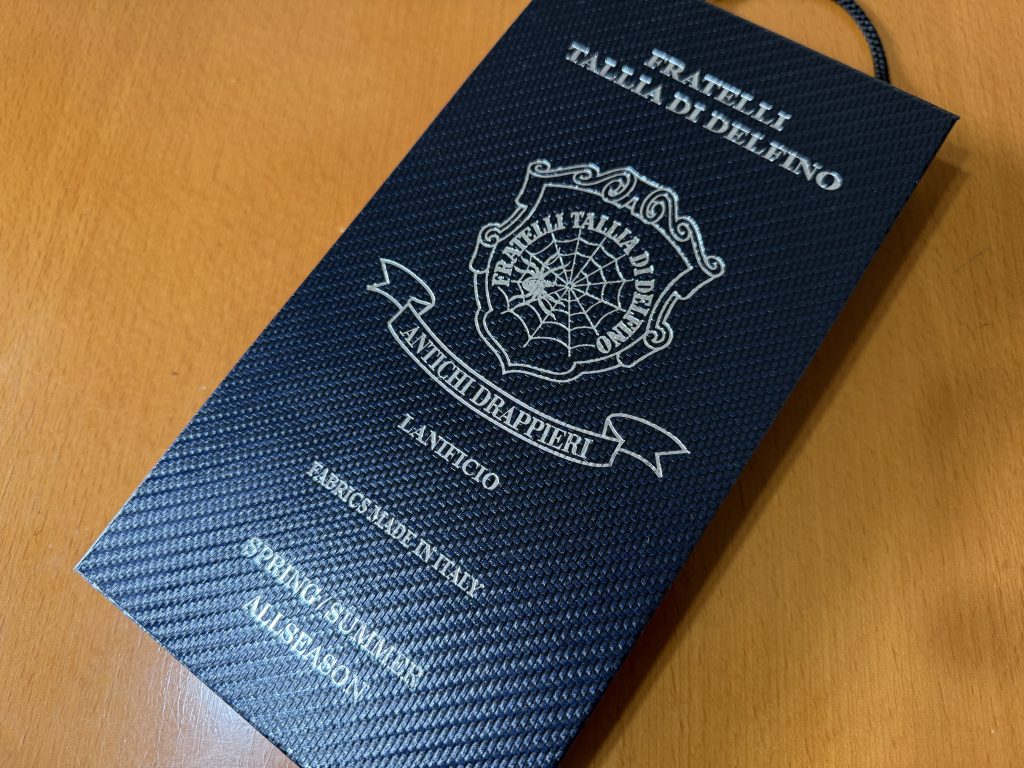 FRATELLI
TALLIA DI DELFINO
FRATELLI TALLIA DI DELFINO
ANTICHI DRAPPIERI
LANIFICIO
FABRICS MADE IN ITALY
SPRING / SUMMER
ALLSEASON